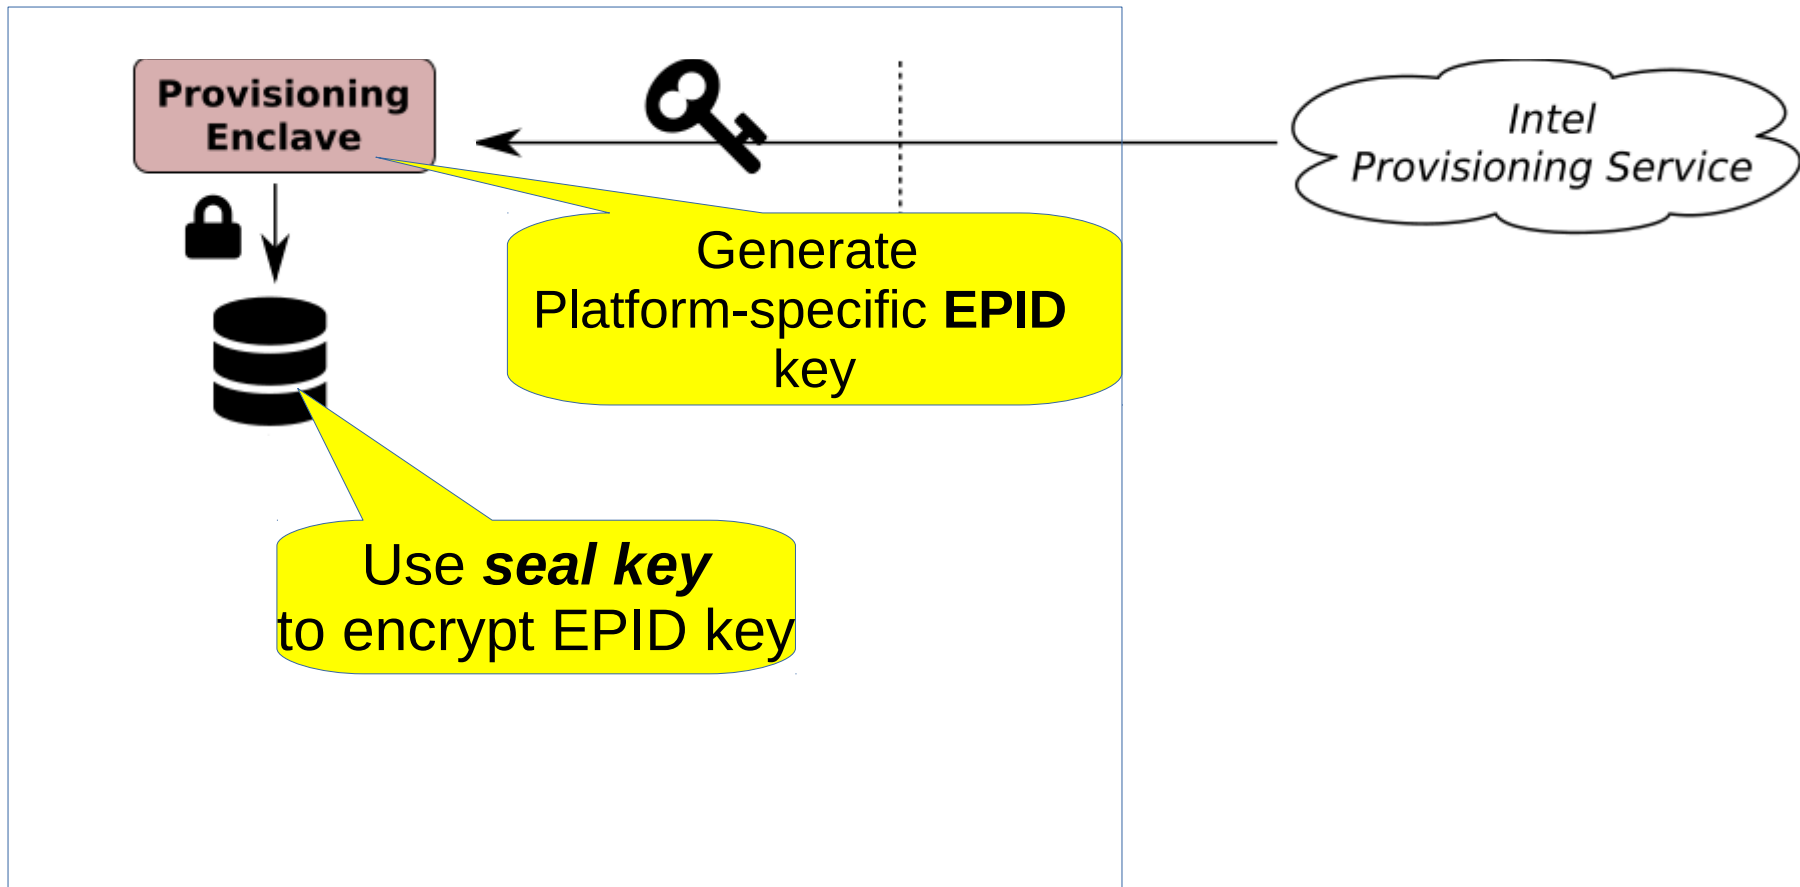 Provisioning
Enclave
Intel
Provisioning Service
Generate
Platform-specific EPID
key
Use seal key
to encrypt EPID key